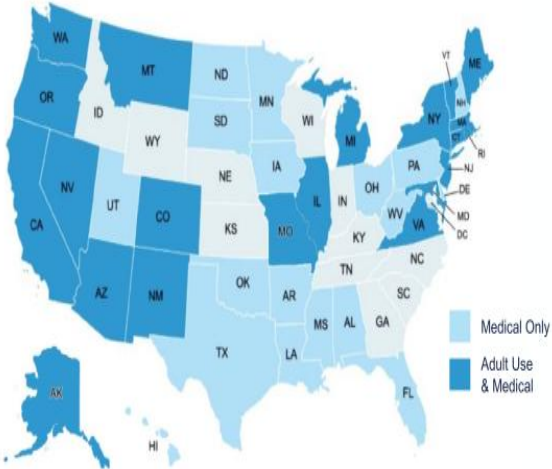 WA
MT
ND
MN
VT
ME
OR
ID
SD
WI
NH
MA
NY
CT
RI
WY
MI
IA
PA
NJ
NE
OH
DE
NV
UT
CO
IL
IN
WV
MD
VA
DC
CA
KS
MO
KY
NC
TN
AZ
NM
OK
AR
SC
MS
AL
GA
Medical Only
TX
LA
Adult Use
& Medical
AK
FL
HI